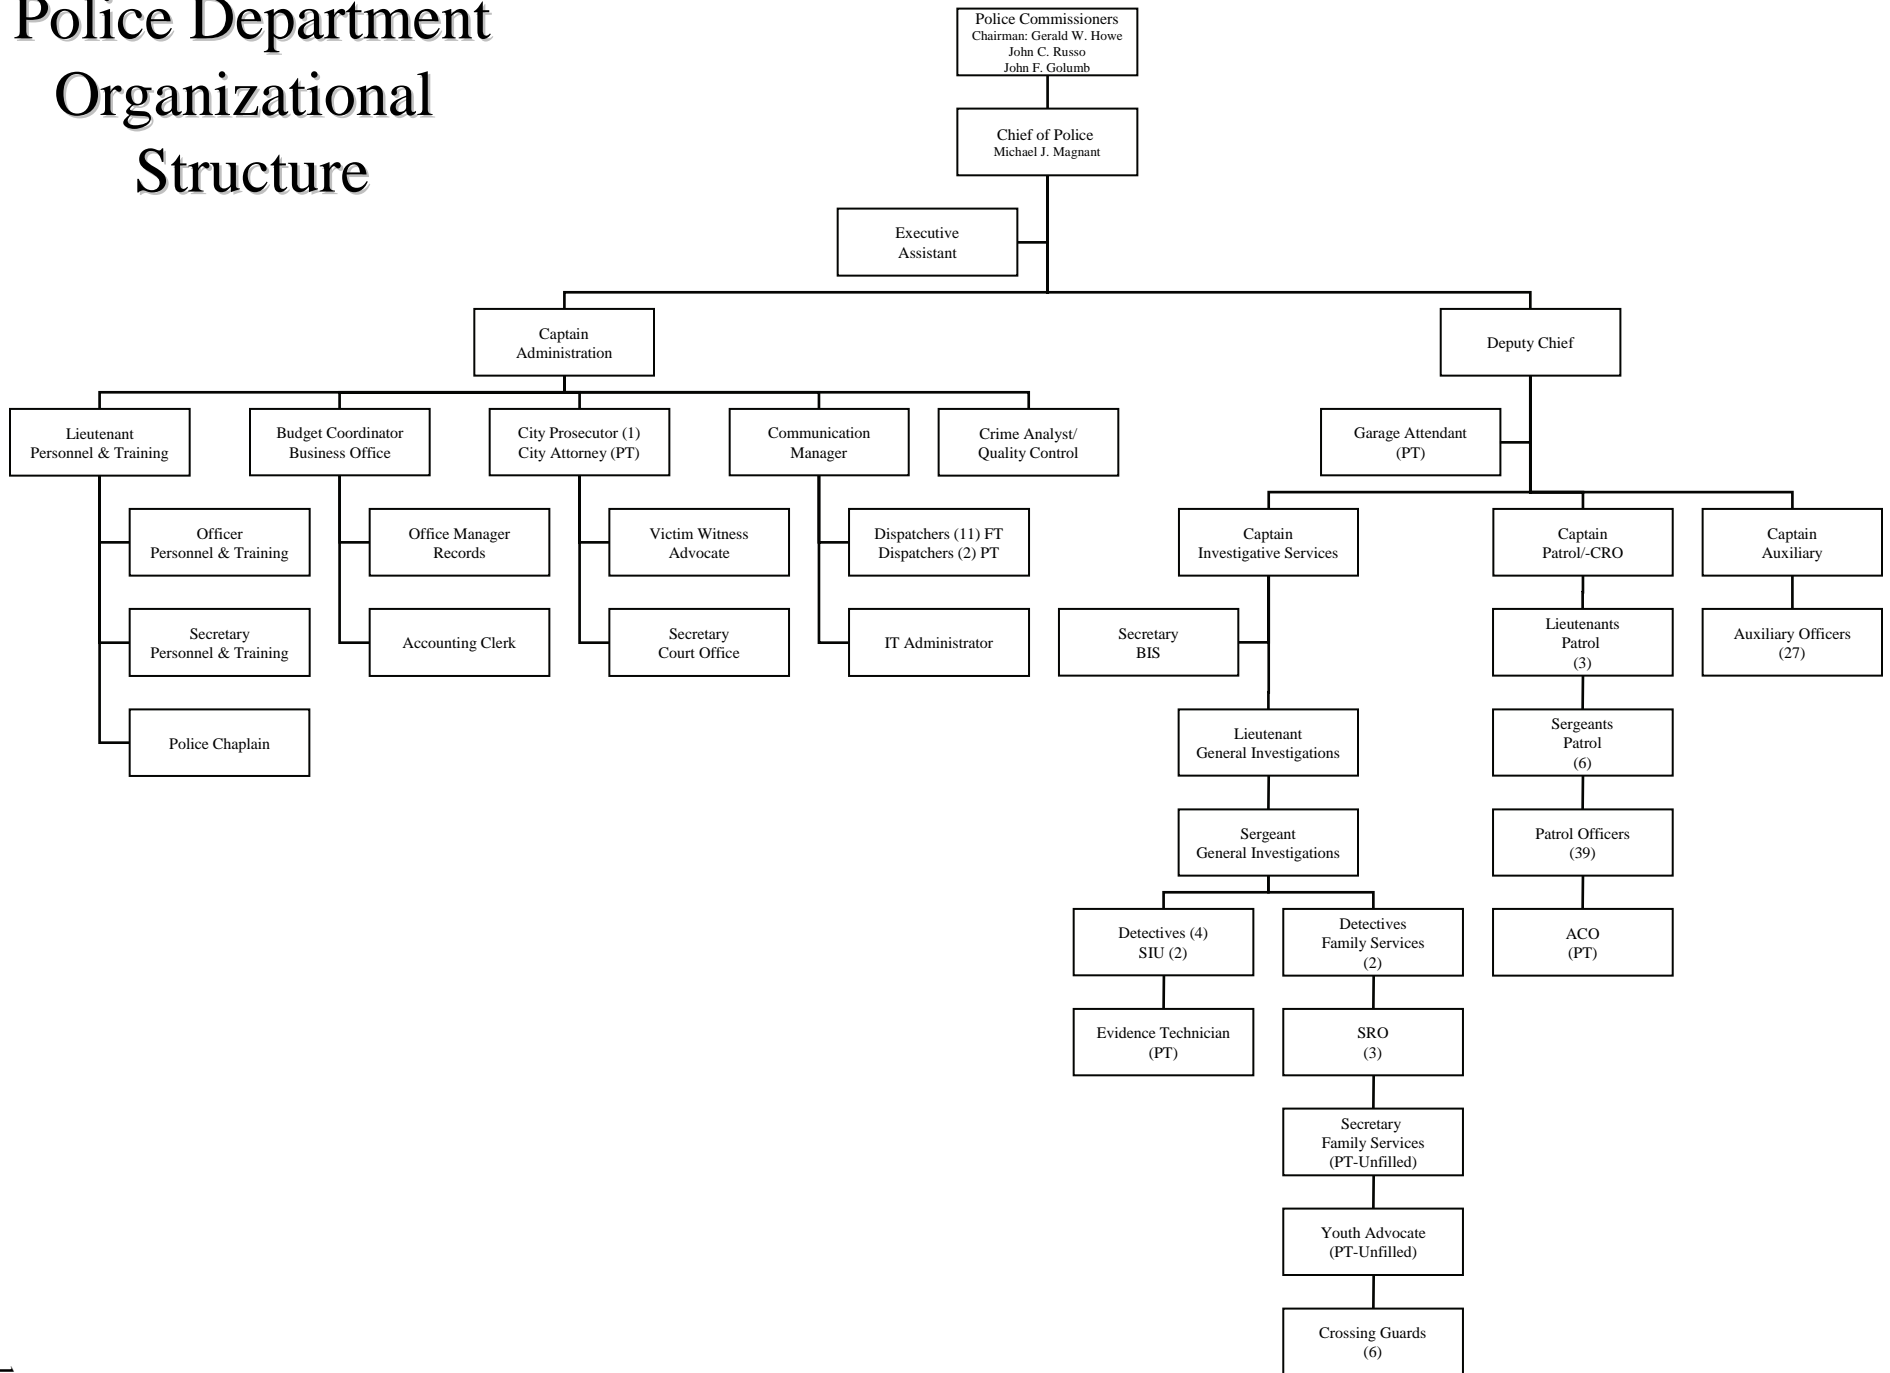 Police Department
Organizational
Structure
Police Commissioners
Chairman: Gerald W. Howe
John C. Russo
John F. Golumb
Chief of Police
Michael J. Magnant
Executive
Assistant
Captain
Administration
Deputy Chief
Lieutenant
Personnel & Training
Budget Coordinator
Business Office
City Prosecutor (1)
City Attorney (PT)
Communication
Manager
Crime Analyst/
Quality Control
Garage Attendant
(PT)
Officer
Personnel & Training
Office Manager
Records
Victim Witness
Advocate
Dispatchers (11) FT
Dispatchers (2) PT
Captain
Investigative Services
Captain
Patrol/-CRO
Captain
Auxiliary
Secretary
Personnel & Training
Accounting Clerk
Secretary
Court Office
IT Administrator
Secretary
BIS
Lieutenants
Patrol
(3)
Auxiliary Officers
(27)
Police Chaplain
Lieutenant
General Investigations
Sergeants
Patrol
(6)
Sergeant
General Investigations
Patrol Officers
(39)
Detectives (4)
SIU (2)
Detectives
Family Services
(2)
ACO
(PT)
Evidence Technician
(PT)
SRO
(3)
Secretary
Family Services
(PT-Unfilled)
Youth Advocate
(PT-Unfilled)
Crossing Guards
(6)